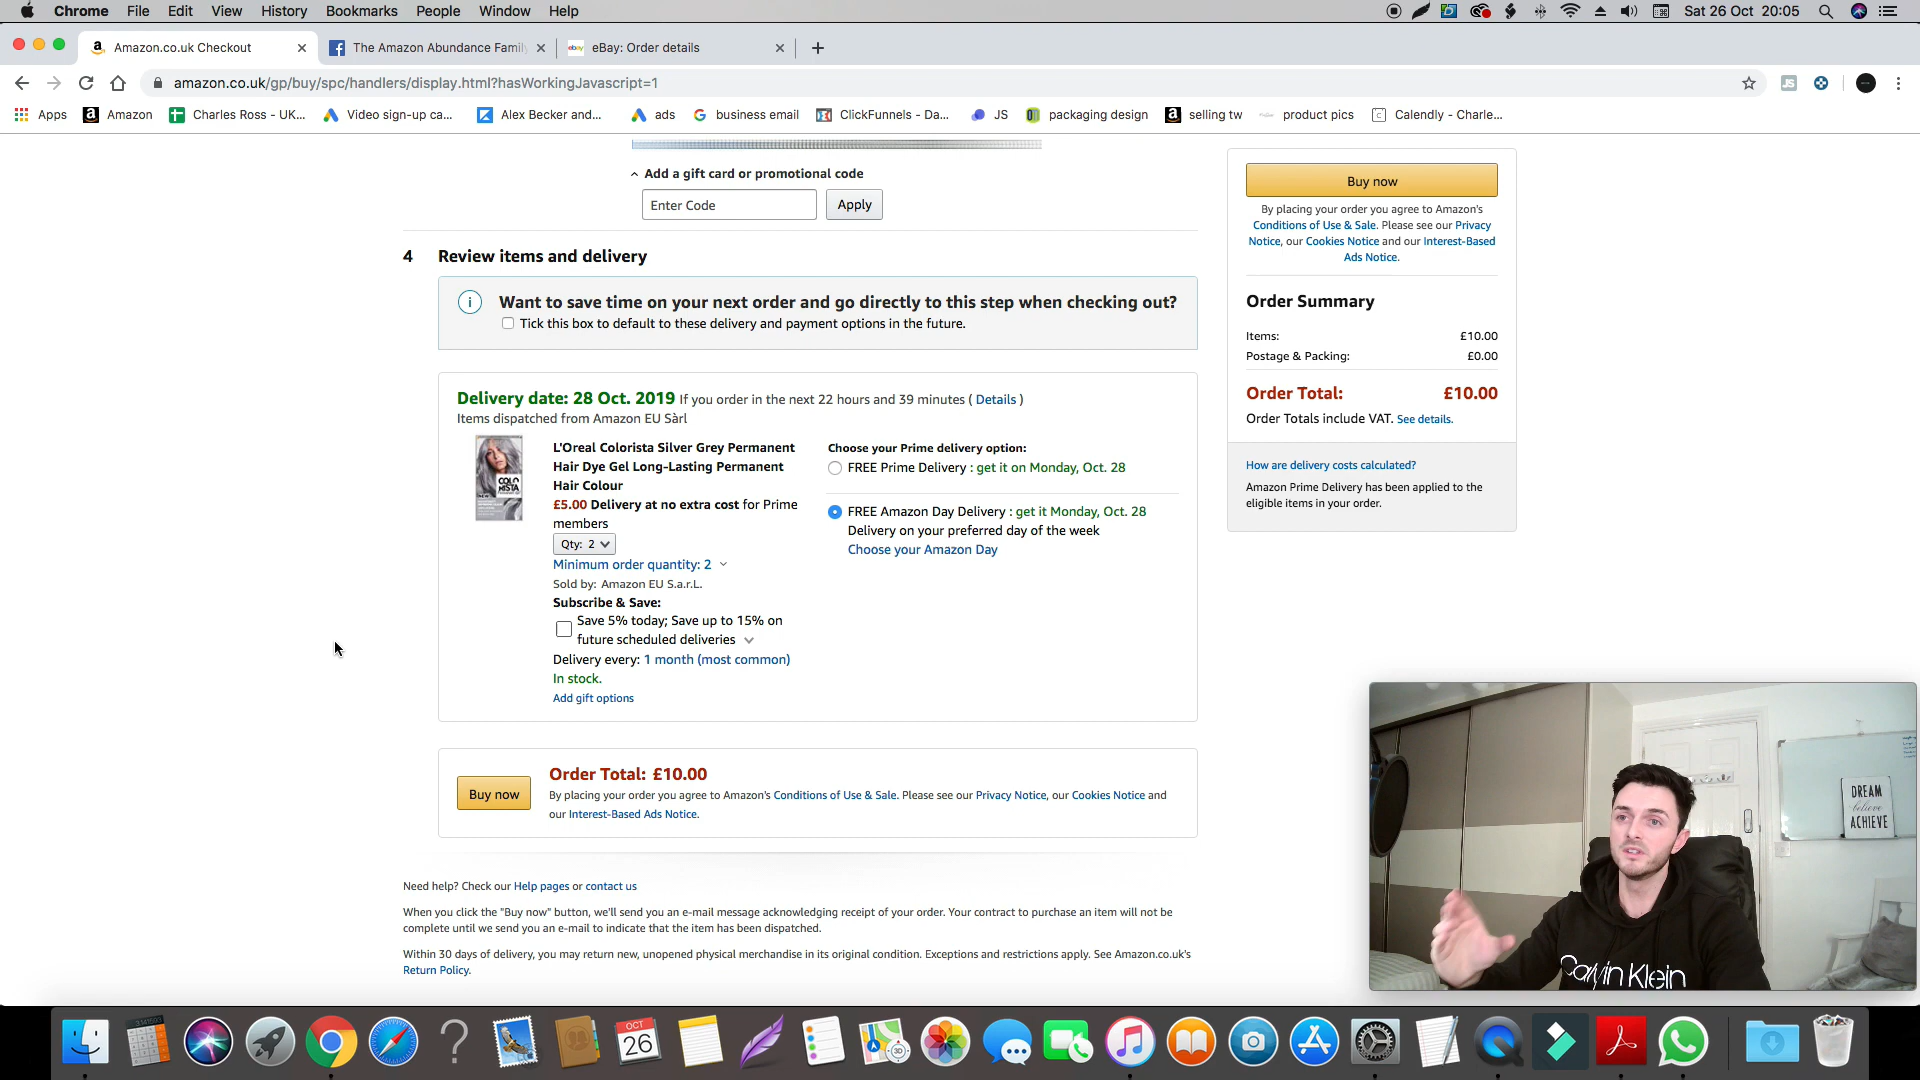 Chrome File Edit View History Bookmarks People Window Help
Sat 26 Oct 20:05
Amazon.co.uk Checkout
The Amazon Abundance Famil
eBay: Order details
amazon.co.uk/gp/buy/spc/handlers/display.html?hasWorkingJavascript=1
Apps
Amazon
Charles Ross - UK...
Video sign-up ca...
Alex Becker and...
ads
business email
ClickFunnels - Da...
JS
packaging design
selling tw
product pics
Calendly - Charle...
Add a gift card or promotional code
Enter Code
Apply
4 Review items and delivery
Want to save time on your next order and go directly to this step when checking out?
Tick this box to default to these delivery and payment options in the future.
Delivery date: 28 Oct. 2019 If you order in the next 22 hours and 39 minutes ( Details )
Items dispatched from Amazon EU Sàrl
L'Oreal Colorista Silver Grey Permanent
Hair Dye Gel Long-Lasting Permanent
Hair Colour
£5.00 Delivery at no extra cost for Prime
members
Qty: 2
Minimum order quantity: 2
Sold by: Amazon EU S.a.r.L.
Subscribe & Save:
Save 5% today; Save up to 15% on
future scheduled deliveries
Delivery every: 1 month (most common)
In stock.
Add gift options
Choose your Prime delivery option:
FREE Prime Delivery : get it on Monday, Oct. 28
FREE Amazon Day Delivery : get it Monday, Oct. 28
Delivery on your preferred day of the week
Choose your Amazon Day
Buy now
Order Total: £10.00
By placing your order you agree to Amazon's Conditions of Use & Sale. Please see our Privacy Notice, our Cookies Notice and
our Interest-Based Ads Notice.
Need help? Check our Help pages or contact us
When you click the "Buy now" button, we'll send you an e-mail message acknowledging receipt of your order. Your contract to purchase an item will not be
complete until we send you an e-mail to indicate that the item has been dispatched.
Within 30 days of delivery, you may return new, unopened physical merchandise in its original condition. Exceptions and restrictions apply. See Amazon.co.uk's
Return Policy.
Buy now
By placing your order you agree to Amazon's
Conditions of Use & Sale. Please see our Privacy
Notice, our Cookies Notice and our Interest-Based
Ads Notice.
Order Summary
Items: £10.00
Postage & Packing: £0.00
Order Total: £10.00
Order Totals include VAT. See details.
How are delivery costs calculated?
Amazon Prime Delivery has been applied to the
eligible items in your order.
DREAM
believe
ACHIEVE
Calvin Klein
OCT
26